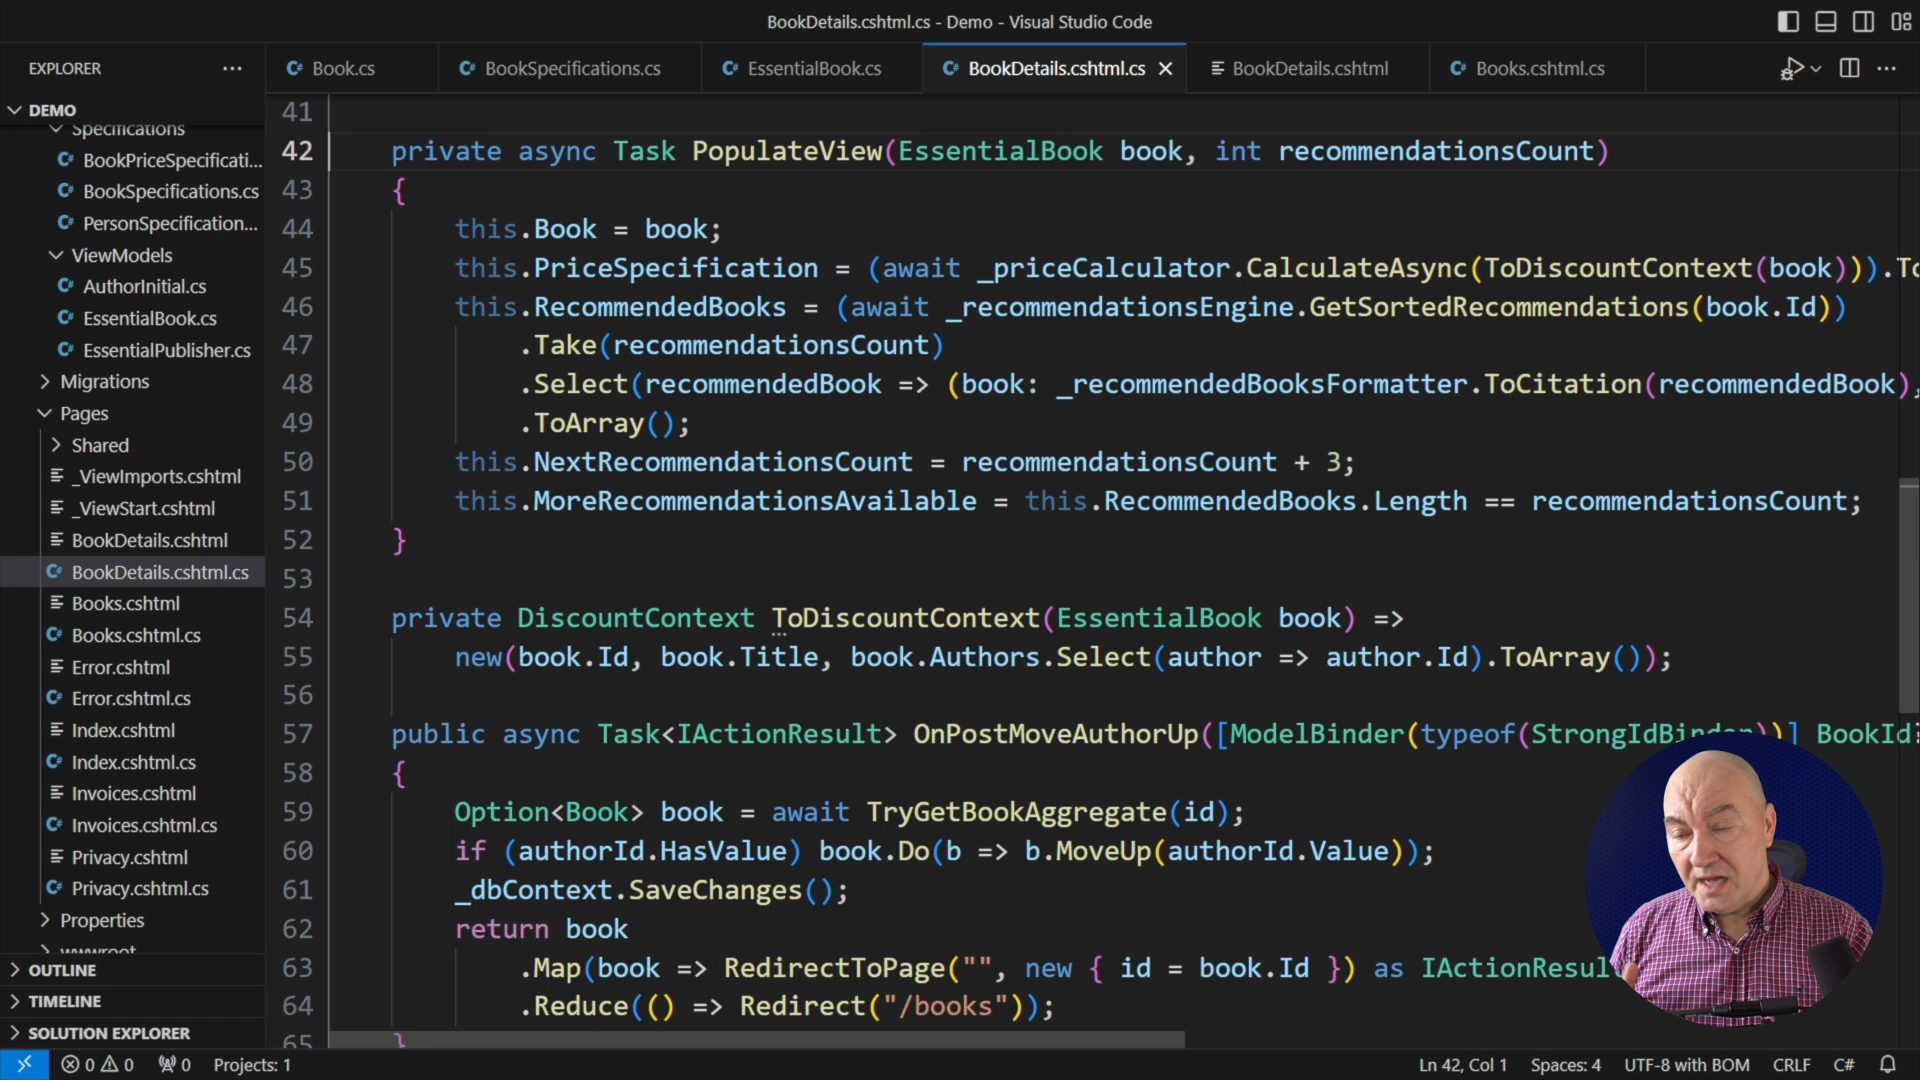 BookDetails.cshtml.cs - Demo - Visual Studio Code
EXPLORER
Book.cs
BookSpecifications.cs
EssentialBook.cs
BookDetails.cshtml.cs
BookDetails.cshtml
Books.cshtml.cs
DEMO
Specifications
BookPriceSpecificati...
BookSpecifications.cs
PersonSpecification...
ViewModels
AuthorInitial.cs
EssentialBook.cs
EssentialPublisher.cs
Migrations
Pages
Shared
_ViewImports.cshtml
_ViewStart.cshtml
BookDetails.cshtml
BookDetails.cshtml.cs
Books.cshtml
Books.cshtml.cs
Error.cshtml
Error.cshtml.cs
Index.cshtml
Index.cshtml.cs
Invoices.cshtml
Invoices.cshtml.cs
Privacy.cshtml
Privacy.cshtml.cs
Properties
wwwroot
OUTLINE
TIMELINE
SOLUTION EXPLORER
41
42 private async Task PopulateView(EssentialBook book, int recommendationsCount)
43 {
44 this.Book = book;
45 this.PriceSpecification = (await _priceCalculator.CalculateAsync(ToDiscountContext(book))).To
46 this.RecommendedBooks = (await _recommendationsEngine.GetSortedRecommendations(book.Id))
47 .Take(recommendationsCount)
48 .Select(recommendedBook => (book: _recommendedBooksFormatter.ToCitation(recommendedBook),
49 .ToArray();
50 this.NextRecommendationsCount = recommendationsCount + 3;
51 this.MoreRecommendationsAvailable = this.RecommendedBooks.Length == recommendationsCount;
52 }
53
54 private DiscountContext ToDiscountContext(EssentialBook book) =>
55 new(book.Id, book.Title, book.Authors.Select(author => author.Id).ToArray());
56
57 public async Task<IActionResult> OnPostMoveAuthorUp([ModelBinder(typeof(StrongIdBinder))] BookId
58 {
59 Option<Book> book = await TryGetBookAggregate(id);
60 if (authorId.HasValue) book.Do(b => b.MoveUp(authorId.Value));
61 _dbContext.SaveChanges();
62 return book
63 .Map(book => RedirectToPage("", new { id = book.Id }) as IActionResult
64 .Reduce(() => Redirect("/books"));
65 }
0 0 0 Projects: 1
Ln 42, Col 1 Spaces: 4 UTF-8 with BOM CRLF C#